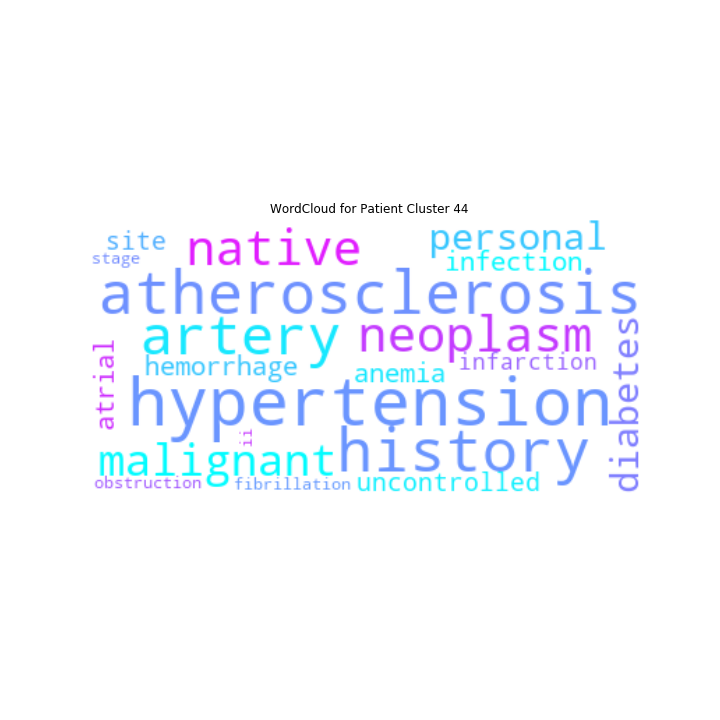 WordCloud for Patient Cluster 44
site
native
personal
stage
infection
atherosclerosis
artery
neoplasm
diabetes
atrial
hemorrhage
anemia
infarction
hypertension
history
ii
malignant
obstruction
fibrillation
uncontrolled